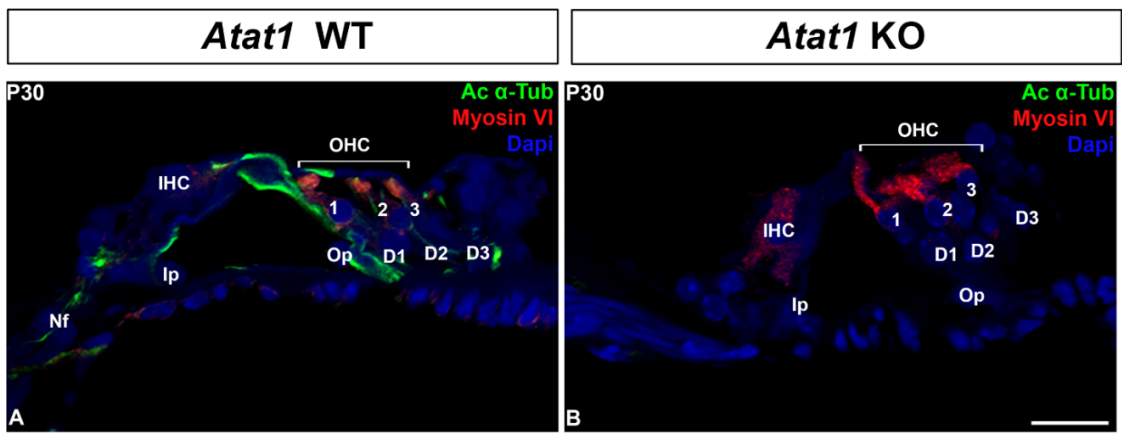 Atat1 WT
Atat1 KO
P30
Ac α-Tub
Myosin VI
Dapi
OHC
IHC
1
2
3
Op
D1
D2
D3
Ip
Nf
A
P30
Ac α-Tub
Myosin VI
Dapi
OHC
3
1
2
D3
IHC
D1
D2
Ip
Op
B